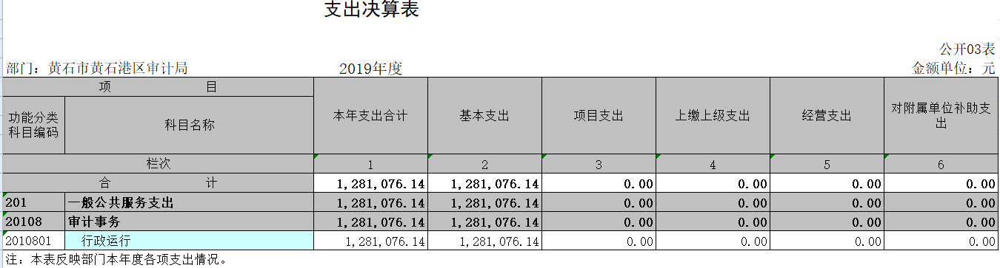 支出决算表
公开03表
部门：黄石市黄石港区审计局 2019年度 金额单位：元
项 目
功能分类科目编码 科目名称 本年支出合计 基本支出 项目支出 上缴上级支出 经营支出 对附属单位补助支出
栏次 1 2 3 4 5 6
合 计 1,281,076.14 1,281,076.14 0.00 0.00 0.00 0.00
201 一般公共服务支出 1,281,076.14 1,281,076.14 0.00 0.00 0.00 0.00
20108 审计事务 1,281,076.14 1,281,076.14 0.00 0.00 0.00 0.00
2010801 行政运行 1,281,076.14 1,281,076.14 0.00 0.00 0.00 0.00
注：本表反映部门本年度各项支出情况。